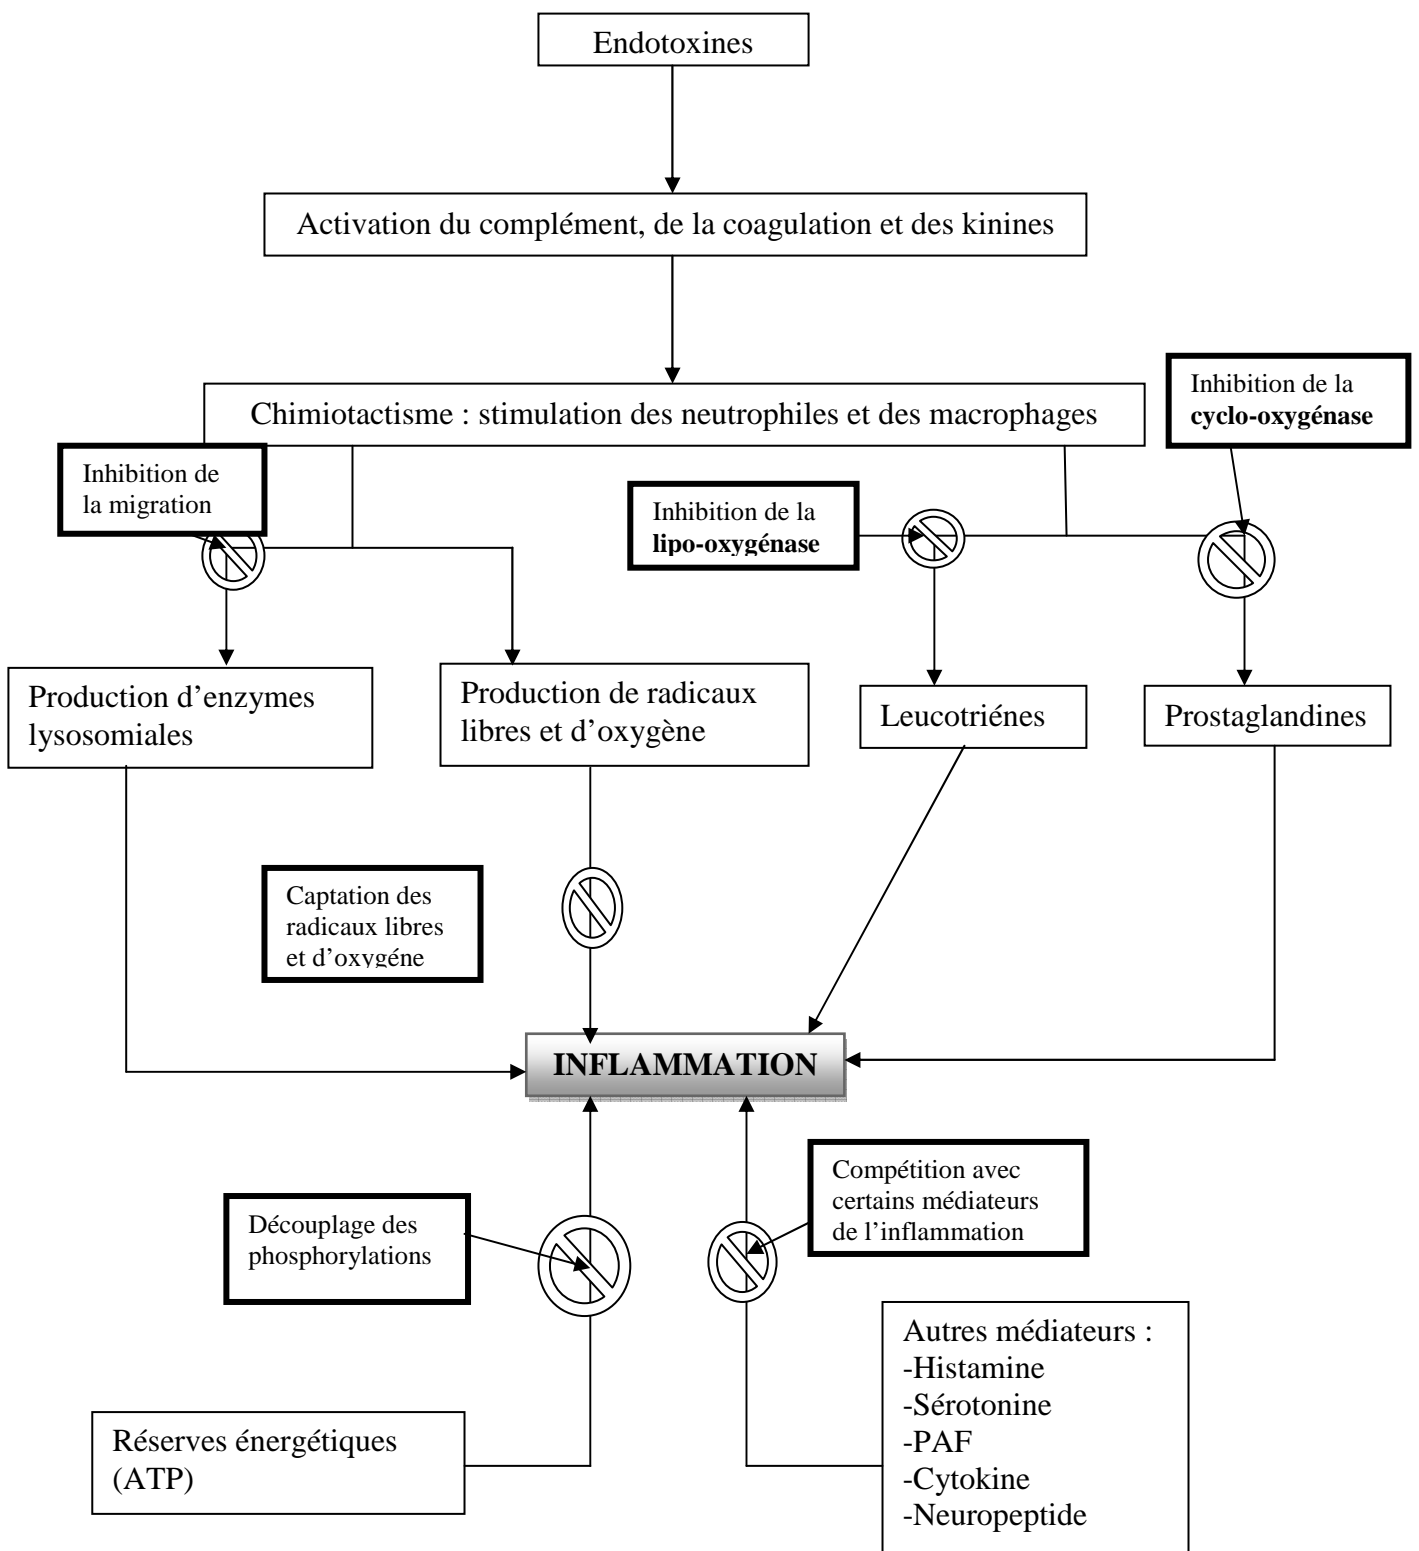 Endotoxines
Activation du complément, de la coagulation et des kinines
Inhibition de la
cyclo-oxygénase
Chimiotactisme : stimulation des neutrophiles et des macrophages
Inhibition de
la migration
Inhibition de la
lipo-oxygénase
Production d’enzymes
lysosomiales
Production de radicaux
libres et d’oxygène
Leucotriénes
Prostaglandines
Captation des
radicaux libres
et d’oxygéne
INFLAMMATION
Découplage des
phosphorylations
Compétition avec
certains médiateurs
de l’inflammation
Réserves énergétiques
(ATP)
Autres médiateurs :
-Histamine
-Sérotonine
-PAF
-Cytokine
-Neuropeptide